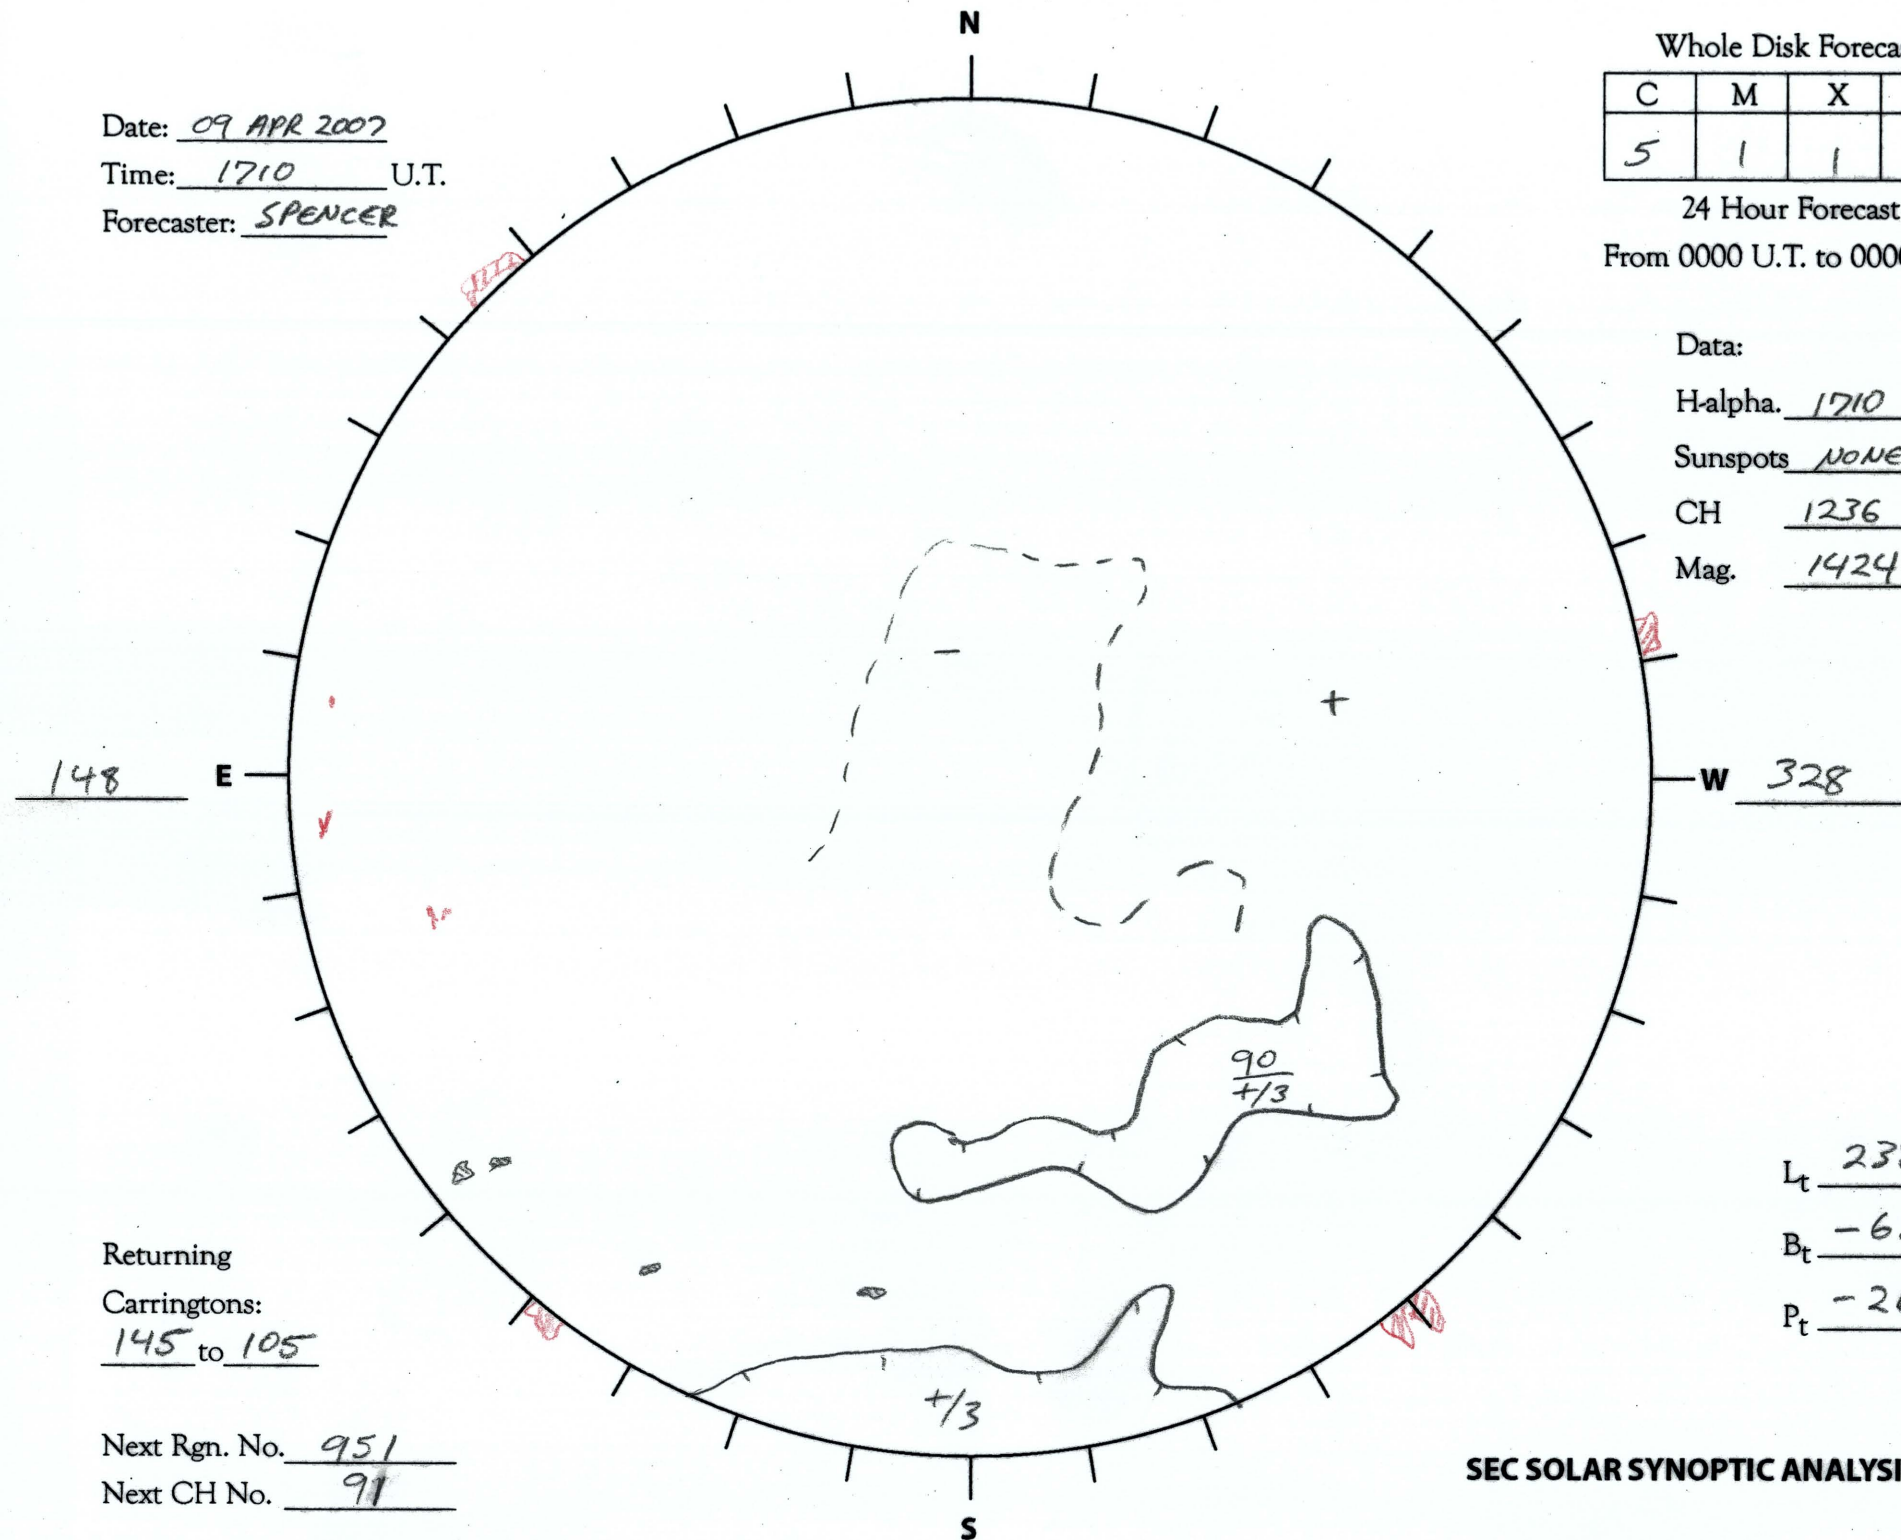 N
Whole Disk Foreca
C M X
5 1 1
24 Hour Forecast
From 0000 U.T. to 000
Date: 09 APR 2007
Time: 1710 U.T.
Forecaster: SPENCER
Data:
H-alpha. 1710
Sunspots NONE
CH 1236
Mag. 1424
-
+
148 E
W 328
90
+/3
Lt 23
Bt -6.
Pt -2
Returning
Carringtons:
145 to 105
+/3
Next Rgn. No. 951
Next CH No. 91
SEC SOLAR SYNOPTIC ANALYSI
S